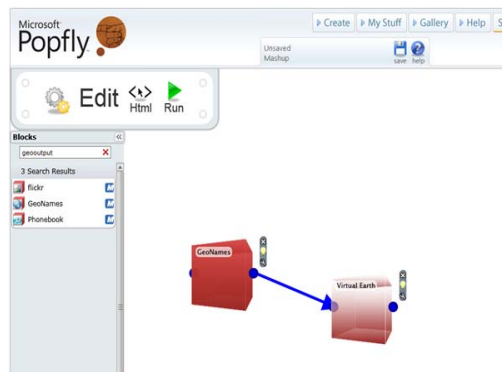 Microsoft
Popfly
Create My Stuff Gallery Help
Unsaved
Mashup
save help
Edit Html Run
Blocks
geooutput
3 Search Results
flickr
GeoNames
Phonebook
GeoNames
Virtual Earth